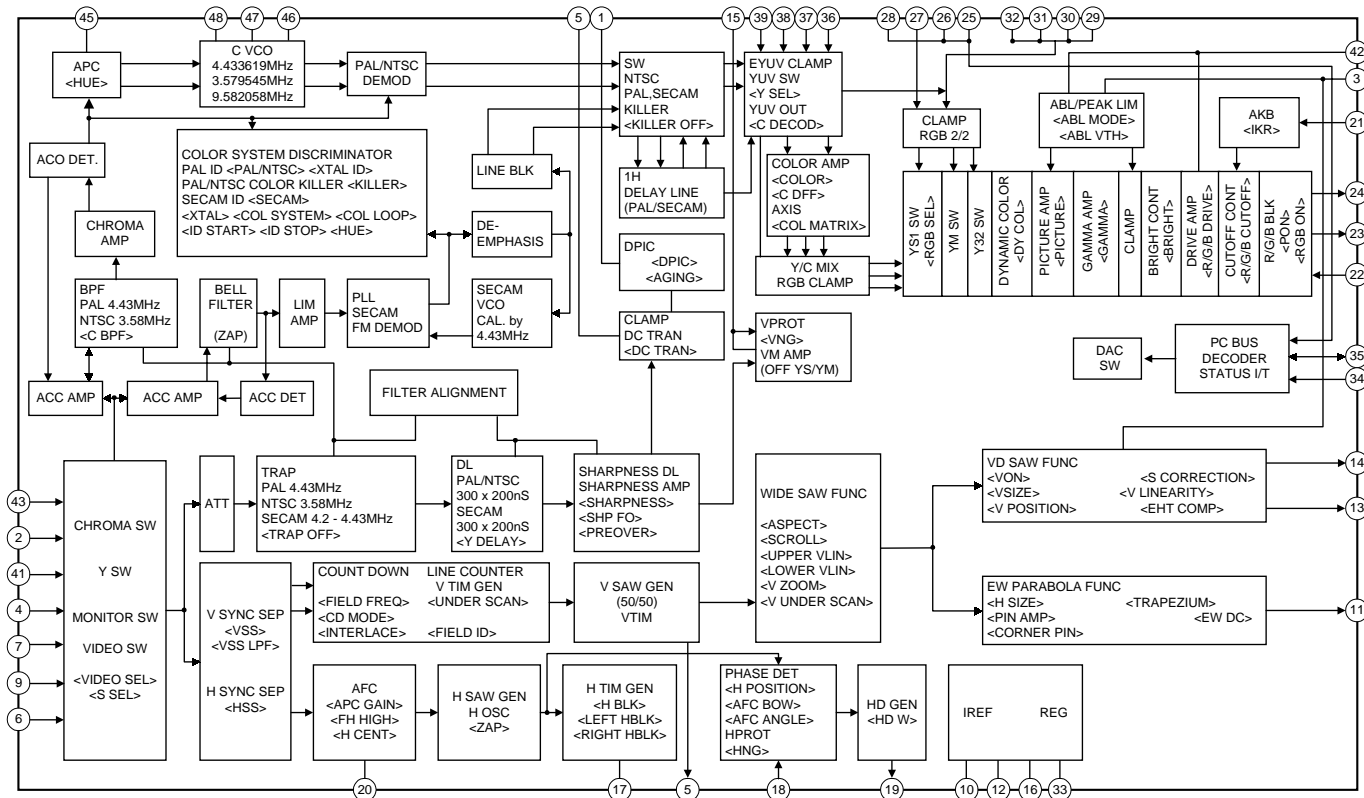 45
48
47
46
5
1
15
39
38
37
36
28
27
26
25
32
31
30
29
42
3
21
24
23
22
35
34
14
13
11
43
2
41
4
7
9
6
20
17
5
18
19
10
12
16
33
APC
<HUE>
C VCO
4.433619MHz
3.579545MHz
9.582058MHz
PAL/NTSC
DEMOD
SW
NTSC
PAL,SECAM
KILLER
<KILLER OFF>
EYUV CLAMP
YUV SW
<Y SEL>
YUV OUT
<C DECOD>
CLAMP
RGB 2/2
ABL/PEAK LIM
<ABL MODE>
<ABL VTH>
AKB
<IKR>
ACO DET.
COLOR SYSTEM DISCRIMINATOR
PAL ID <PAL/NTSC> <XTAL ID>
PAL/NTSC COLOR KILLER <KILLER>
SECAM ID <SECAM>
<XTAL> <COL SYSTEM> <COL LOOP>
<ID START> <ID STOP> <HUE>
LINE BLK
1H
DELAY LINE
(PAL/SECAM)
COLOR AMP
<COLOR>
<C DFF>
AXIS
<COL MATRIX>
YS1 SW
<RGB SEL>
YM SW
Y32 SW
DYNAMIC COLOR
<DY COL>
PICTURE AMP
<PICTURE>
GAMMA AMP
<GAMMA>
CLAMP
BRIGHT CONT
<BRIGHT>
DRIVE AMP
<R/G/B DRIVE>
CUTOFF CONT
<R/G/B CUTOFF>
R/G/B BLK
<PON>
<RGB ON>
CHROMA
AMP
DE-
EMPHASIS
DPIC
<DPIC>
<AGING>
Y/C MIX
RGB CLAMP
BPF
PAL 4.43MHz
NTSC 3.58MHz
<C BPF>
BELL
FILTER
(ZAP)
LIM
AMP
PLL
SECAM
FM DEMOD
SECAM
VCO
CAL. by
4.43MHz
CLAMP
DC TRAN
<DC TRAN>
VPROT
<VNG>
VM AMP
(OFF YS/YM)
DAC
SW
PC BUS
DECODER
STATUS I/T
ACC AMP
ACC AMP
ACC DET
FILTER ALIGNMENT
CHROMA SW
Y SW
MONITOR SW
VIDEO SW
<VIDEO SEL>
<S SEL>
ATT
TRAP
PAL 4.43MHz
NTSC 3.58MHz
SECAM 4.2 - 4.43MHz
<TRAP OFF>
DL
PAL/NTSC
300 x 200nS
SECAM
300 x 200nS
<Y DELAY>
SHARPNESS DL
SHARPNESS AMP
<SHARPNESS>
<SHP FO>
<PREOVER>
WIDE SAW FUNC
<ASPECT>
<SCROLL>
<UPPER VLIN>
<LOWER VLIN>
<V ZOOM>
<V UNDER SCAN>
VD SAW FUNC
<VON> <S CORRECTION>
<VSIZE> <V LINEARITY>
<V POSITION> <EHT COMP>
V SYNC SEP
<VSS>
<VSS LPF>
H SYNC SEP
<HSS>
COUNT DOWN LINE COUNTER
V TIM GEN
<FIELD FREQ> <UNDER SCAN>
<CD MODE>
<INTERLACE> <FIELD ID>
V SAW GEN
(50/50)
VTIM
EW PARABOLA FUNC
<H SIZE> <TRAPEZIUM>
<PIN AMP> <EW DC>
<CORNER PIN>
AFC
<APC GAIN>
<FH HIGH>
<H CENT>
H SAW GEN
H OSC
<ZAP>
H TIM GEN
<H BLK>
<LEFT HBLK>
<RIGHT HBLK>
PHASE DET
<H POSITION>
<AFC BOW>
<AFC ANGLE>
HPROT
<HNG>
HD GEN
<HD W>
IREF REG